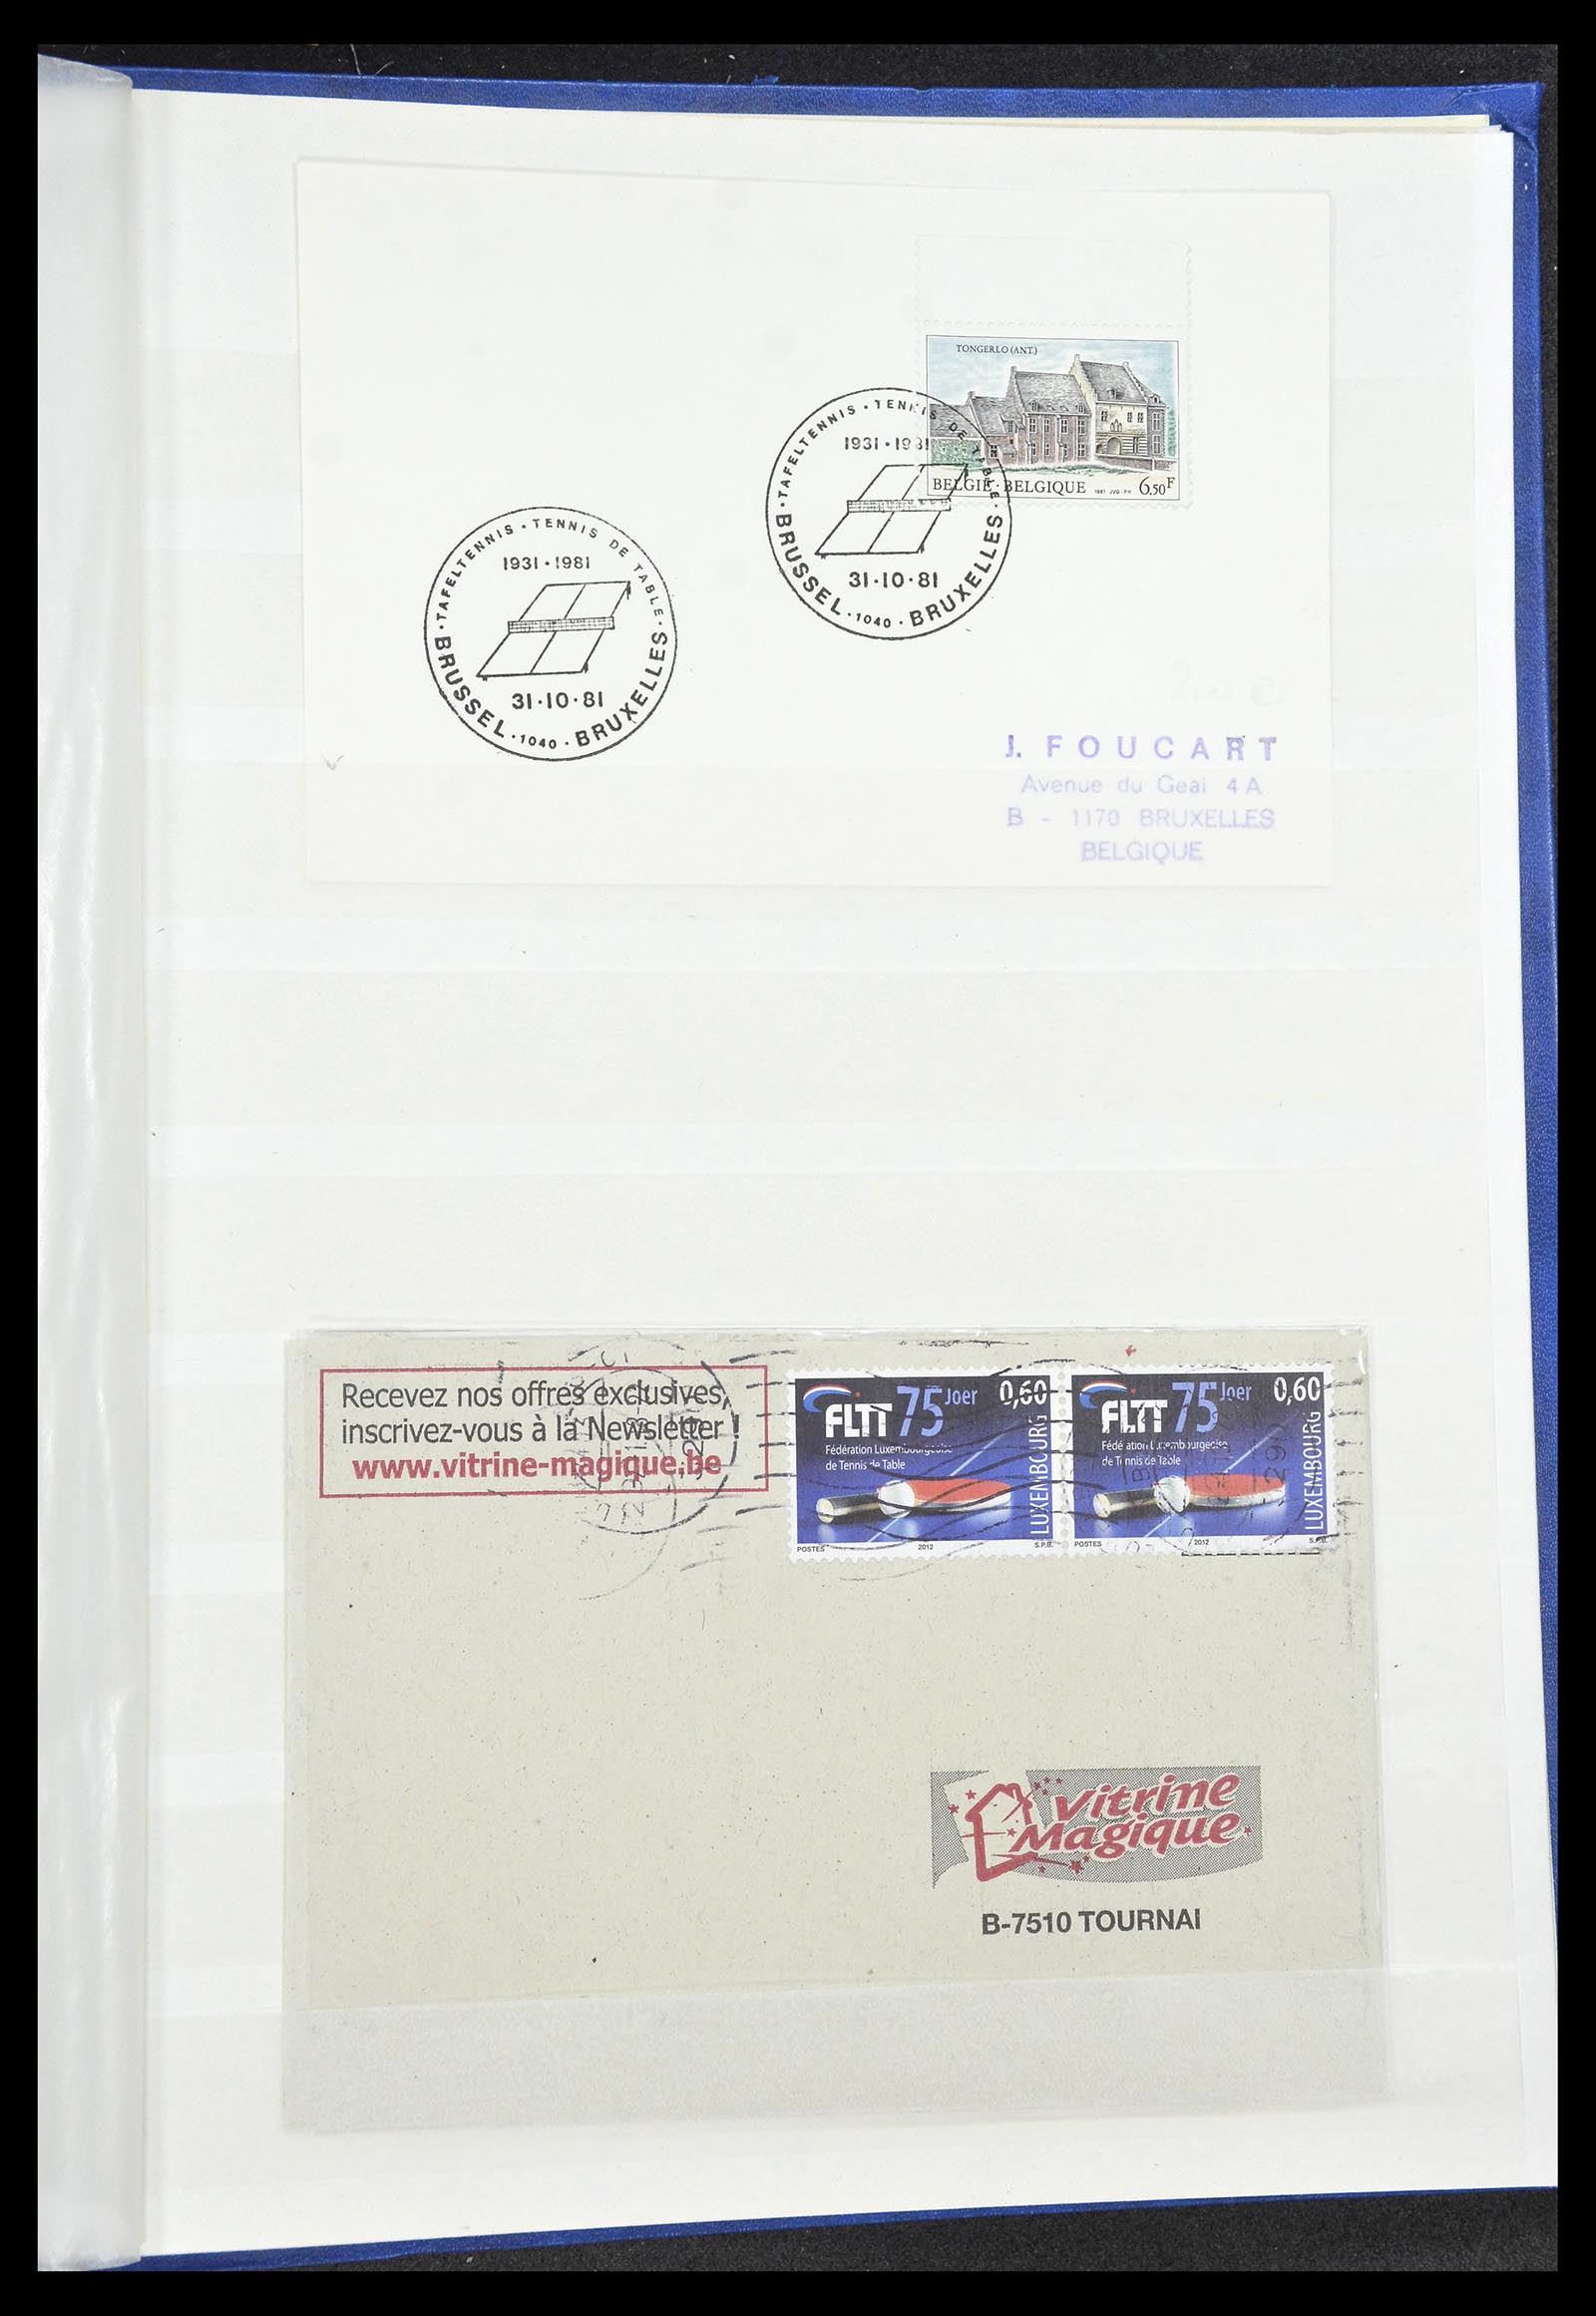 TONGERLO (ANT.)
BELGIË·BELGIQUE 6.50F
·TAFELTENNIS·TENNIS DE TABLE·
1931·1981
31·10·81
BRUSSEL·1040·BRUXELLES
·TAFELTENNIS·TENNIS DE TABLE·
1931·1981
31·10·81
BRUSSEL·1040·BRUXELLES
J. FOUCART
Avenue du Geai 4 A
B - 1170 BRUXELLES
BELGIQUE
Recevez nos offres exclusives,
inscrivez-vous à la Newsletter !
www.vitrine-magique.be
FLTT 75 Joer 0,60
Fédération Luxembourgeoise
de Tennis de Table
LUXEMBOURG
POSTES 2012 S.P.B.
FLTT 75 Joer 0,60
Fédération Luxembourgeoise
de Tennis de Table
LUXEMBOURG
POSTES 2012 S.P.B.
Vitrine
Magique
B-7510 TOURNAI